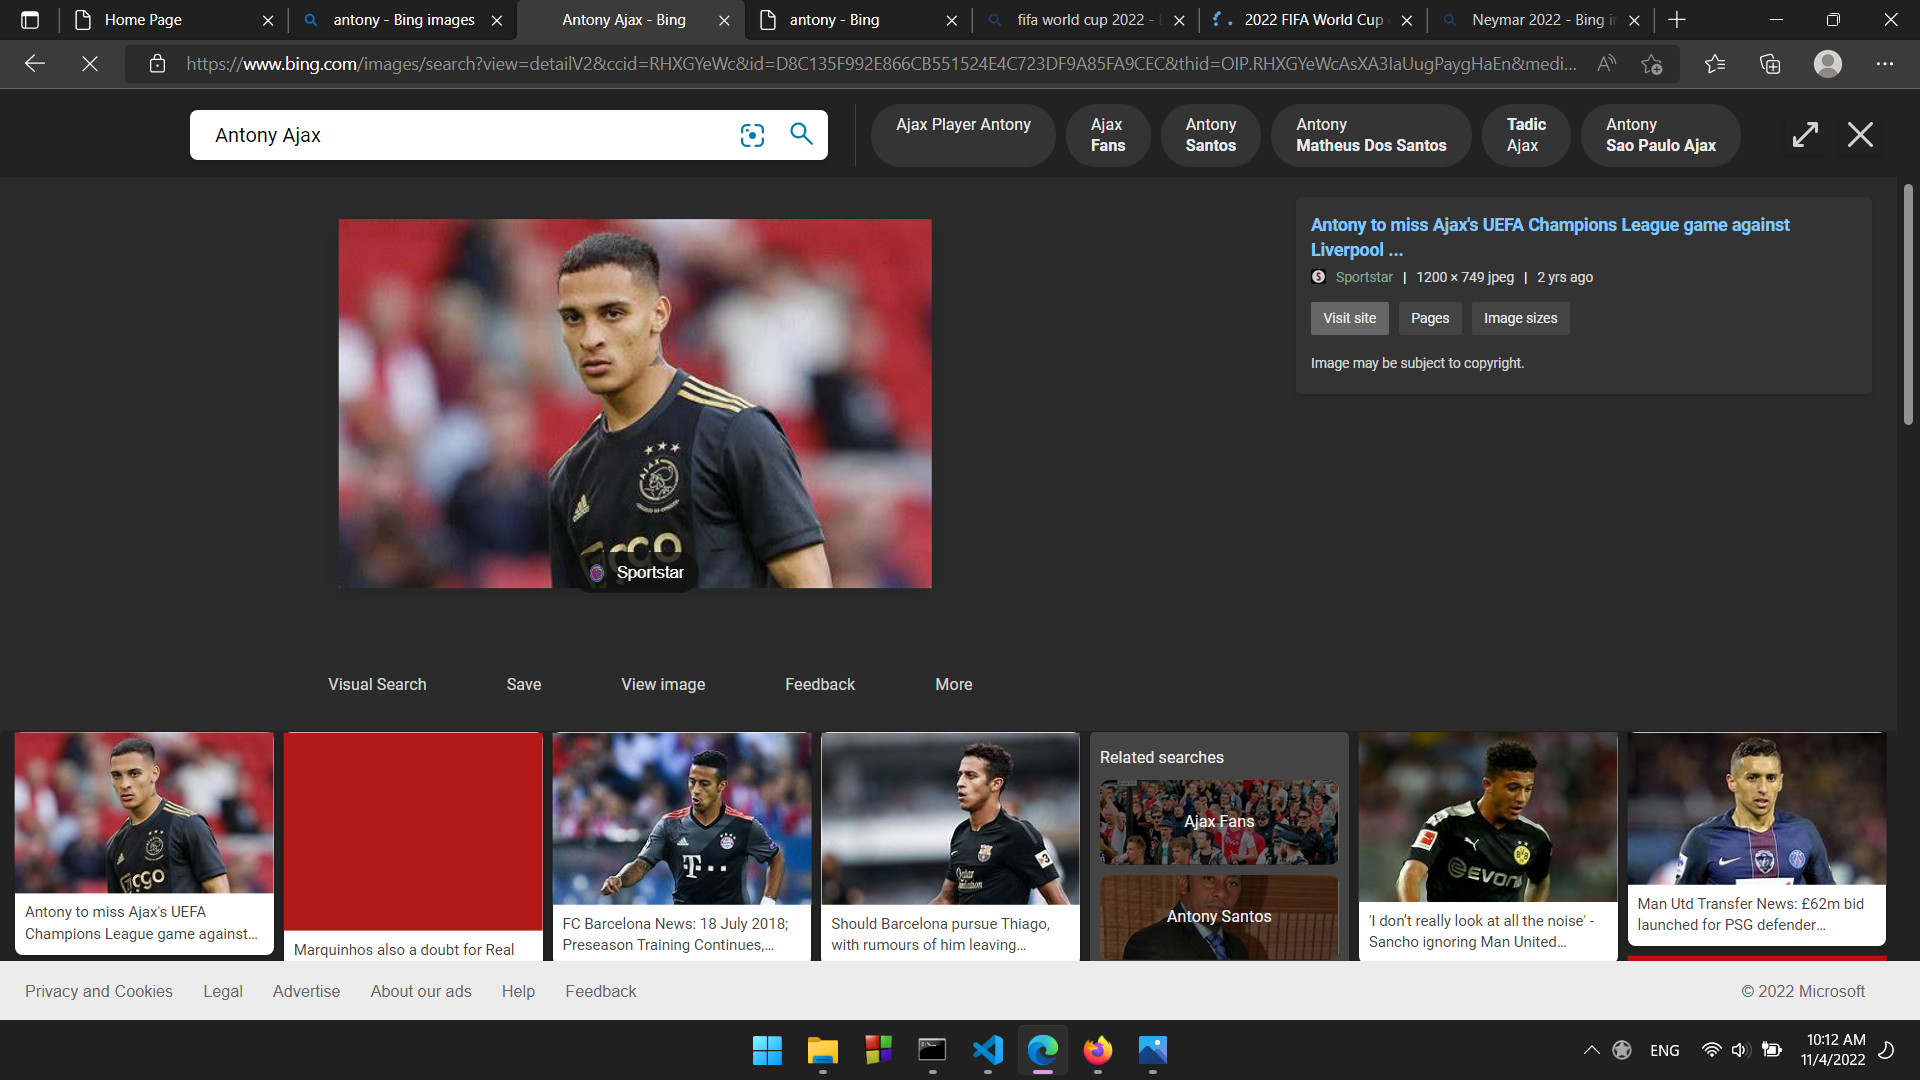 Home Page
antony - Bing images
Antony Ajax - Bing
antony - Bing
fifa world cup 2022 -
2022 FIFA World Cup
Neymar 2022 - Bing
https://www.bing.com/images/search?view=detailV2&ccid=RHXGYeWc&id=D8C135F992E866CB551524E4C723DF9A85FA9CEC&thid=OIP.RHXGYeWcAsXA3IaUugPaygHaEn&medi...
Antony Ajax
Ajax Player Antony
Ajax
Fans
Antony
Santos
Antony
Matheus Dos Santos
Tadic
Ajax
Antony
Sao Paulo Ajax
Antony to miss Ajax's UEFA Champions League game against
Liverpool ...
Sportstar | 1200 × 749 jpeg | 2 yrs ago
Visit site
Pages
Image sizes
Image may be subject to copyright.
AJAX
Sportstar
Visual Search
Save
View image
Feedback
More
Antony to miss Ajax's UEFA
Champions League game against...
Marquinhos also a doubt for Real
FC Barcelona News: 18 July 2018;
Preseason Training Continues,...
Should Barcelona pursue Thiago,
with rumours of him leaving...
Related searches
Ajax Fans
Antony Santos
'I don't really look at all the noise' -
Sancho ignoring Man United...
Man Utd Transfer News: £62m bid
launched for PSG defender...
Privacy and Cookies
Legal
Advertise
About our ads
Help
Feedback
© 2022 Microsoft
ENG
10:12 AM
11/4/2022